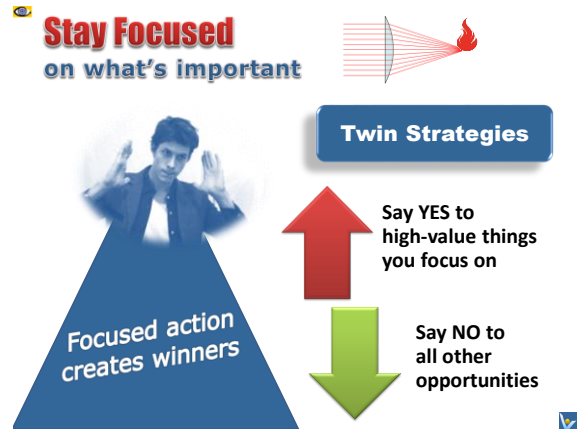 Stay Focused
on what's important
Twin Strategies
Say YES to
high-value things
you focus on
Focused action
creates winners
Say NO to
all other
opportunities